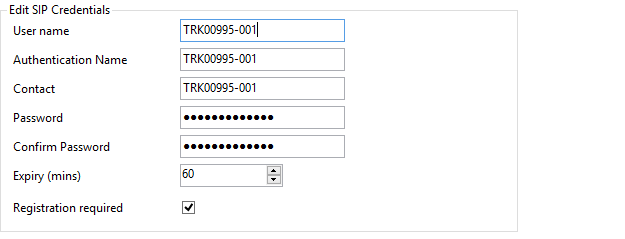 Edit SIP Credentials
User name TRK00995-001
Authentication Name TRK00995-001
Contact TRK00995-001
Password ●●●●●●●●●●●●●
Confirm Password ●●●●●●●●●●●●●
Expiry (mins) 60
Registration required